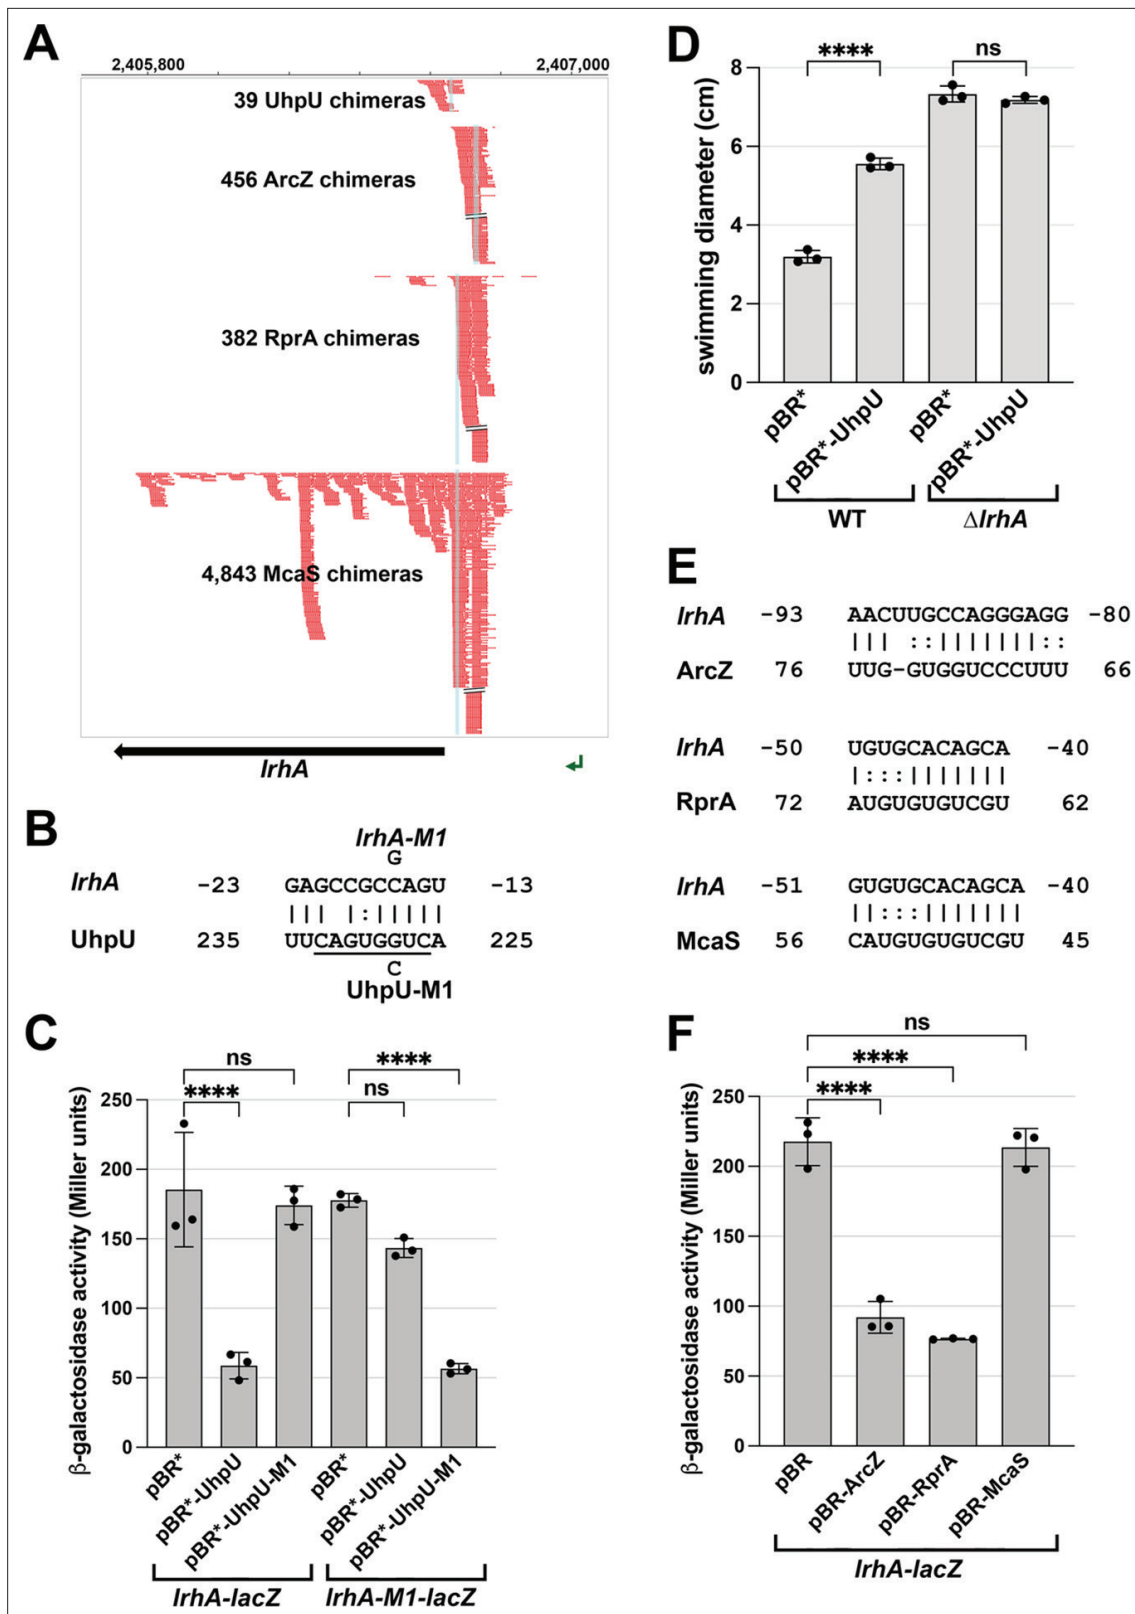 A
2,405,800 2,407,000
39 UhpU chimeras
456 ArcZ chimeras
382 RprA chimeras
4,843 McaS chimeras
lrhA
B
lrhA-M1
G
lrhA -23 GAGCCGCCAGU -13
||| |:|||||
UhpU 235 UUCAGUGGUCA 225
C
UhpU-M1
C
ns ****
**** ns
β-galactosidase activity (Miller units)
250
200
150
100
50
0
pBR* pBR*-UhpU pBR*-UhpU-M1 pBR* pBR*-UhpU pBR*-UhpU-M1
lrhA-lacZ lrhA-M1-lacZ
D
**** ns
swimming diameter (cm)
8
6
4
2
0
pBR* pBR*-UhpU pBR* pBR*-UhpU
WT ΔlrhA
E
lrhA -93 AACUUGCCAGGGAGG -80
||| ::|||||||::
ArcZ 76 UUG-GUGGUCCCUUU 66
lrhA -50 UGUGCACAGCA -40
|:::|||||||
RprA 72 AUGUGUGUCGU 62
lrhA -51 GUGUGCACAGCA -40
||:::|||||||
McaS 56 CAUGUGUGUCGU 45
F
ns
****
****
β-galactosidase activity (Miller units)
250
200
150
100
50
0
pBR pBR-ArcZ pBR-RprA pBR-McaS
lrhA-lacZ